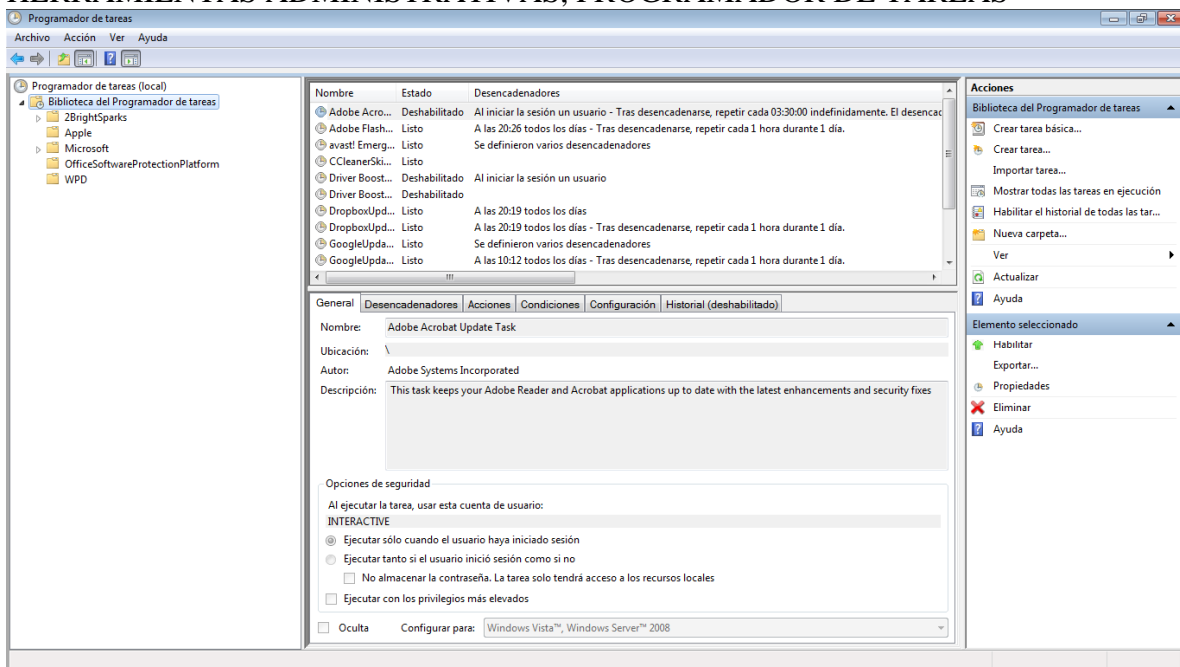 HERRAMIENTAS ADMINISTRATIVAS, PROGRAMADOR DE TAREAS
Programador de tareas
Archivo Acción Ver Ayuda
Programador de tareas (local)
Biblioteca del Programador de tareas
2BrightSparks
Apple
Microsoft
OfficeSoftwareProtectionPlatform
WPD
Nombre Estado Desencadenadores
Adobe Acro... Deshabilitado Al iniciar la sesión un usuario - Tras desencadenarse, repetir cada 03:30:00 indefinidamente. El desencad
Adobe Flash... Listo A las 20:26 todos los días - Tras desencadenarse, repetir cada 1 hora durante 1 día.
avast! Emerg... Listo Se definieron varios desencadenadores
CCleanerSki... Listo
Driver Boost... Deshabilitado Al iniciar la sesión un usuario
Driver Boost... Deshabilitado
DropboxUpd... Listo A las 20:19 todos los días
DropboxUpd... Listo A las 20:19 todos los días - Tras desencadenarse, repetir cada 1 hora durante 1 día.
GoogleUpda... Listo Se definieron varios desencadenadores
GoogleUpda... Listo A las 10:12 todos los días - Tras desencadenarse, repetir cada 1 hora durante 1 día.
General Desencadenadores Acciones Condiciones Configuración Historial (deshabilitado)
Nombre: Adobe Acrobat Update Task
Ubicación: \
Autor: Adobe Systems Incorporated
Descripción: This task keeps your Adobe Reader and Acrobat applications up to date with the latest enhancements and security fixes
Opciones de seguridad
Al ejecutar la tarea, usar esta cuenta de usuario:
INTERACTIVE
Ejecutar sólo cuando el usuario haya iniciado sesión
Ejecutar tanto si el usuario inició sesión como si no
No almacenar la contraseña. La tarea solo tendrá acceso a los recursos locales
Ejecutar con los privilegios más elevados
Oculta Configurar para: Windows Vista™, Windows Server™ 2008
Acciones
Biblioteca del Programador de tareas
Crear tarea básica...
Crear tarea...
Importar tarea...
Mostrar todas las tareas en ejecución
Habilitar el historial de todas las tar...
Nueva carpeta...
Ver
Actualizar
Ayuda
Elemento seleccionado
Habilitar
Exportar...
Propiedades
Eliminar
Ayuda